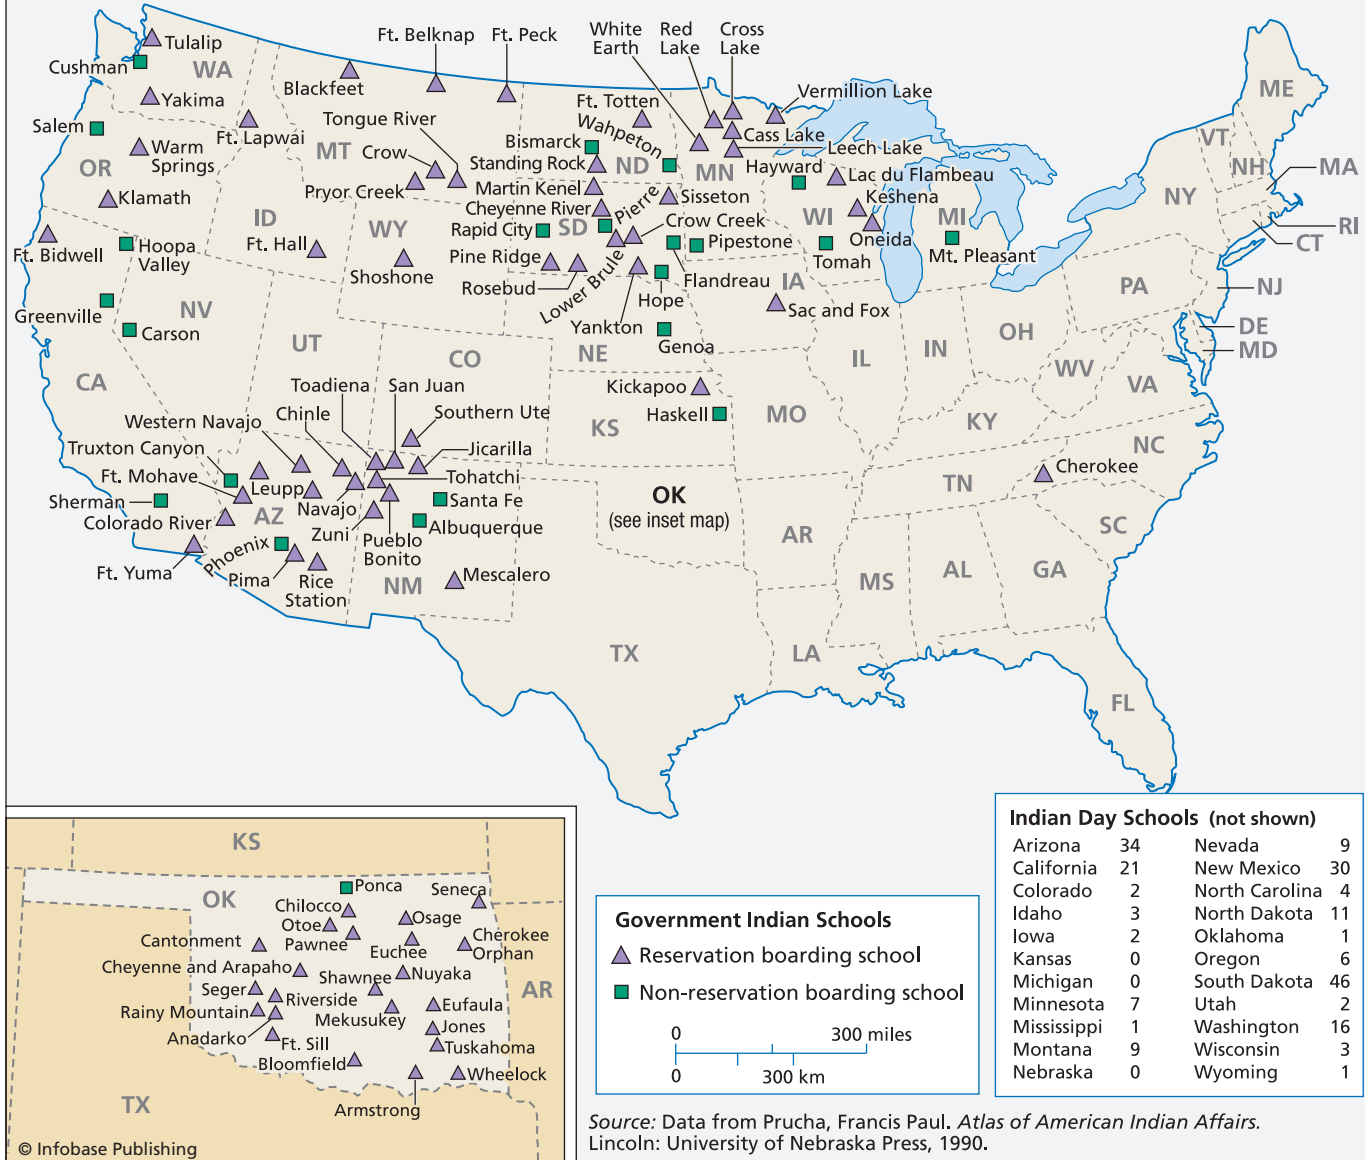 Tulalip
Cushman
WA
Yakima
Salem
Ft. Lapwai
Warm
Springs
OR
Klamath
Ft. Bidwell
Hoopa
Valley
Greenville
Carson
NV
CA
ID
Ft. Hall
Blackfeet
Ft. Belknap
Ft. Peck
Tongue River
MT
Crow
Pryor Creek
WY
Shoshone
UT
CO
White
Earth
Red
Lake
Cross
Lake
Vermillion Lake
Ft. Totten
Wahpeton
Bismarck
Standing Rock
ND
MN
Cass Lake
Leech Lake
Hayward
Lac du Flambeau
Martin Kenel
Sisseton
Keshena
Cheyenne River
Pierre
Crow Creek
WI
MI
Rapid City
SD
Pipestone
Oneida
Tomah
Mt. Pleasant
Pine Ridge
Rosebud
Lower Brule
Flandreau
Hope
IA
Sac and Fox
Yankton
Genoa
NE
Kickapoo
Haskell
KS
MO
IL
IN
OH
KY
WV
VA
PA
NY
VT
NH
ME
MA
RI
CT
NJ
DE
MD
NC
Cherokee
TN
SC
AR
MS
AL
GA
LA
TX
FL
OK
(see inset map)
Toadiena
San Juan
Chinle
Southern Ute
Western Navajo
Truxton Canyon
Jicarilla
Ft. Mohave
Tohatchi
Leupp
Sherman
Navajo
Santa Fe
Colorado River
AZ
Zuni
Albuquerque
Pueblo
Bonito
Phoenix
Ft. Yuma
Pima
Rice
Station
NM
Mescalero
KS
OK
Ponca
Seneca
Chilocco
Otoe
Osage
Pawnee
Cantonment
Euchee
Cherokee
Orphan
Cheyenne and Arapaho
Shawnee
Nuyaka
Seger
Riverside
AR
Rainy Mountain
Mekusukey
Eufaula
Anadarko
Jones
Ft. Sill
Tuskahoma
Bloomfield
Wheelock
Armstrong
TX
© Infobase Publishing
Government Indian Schools
Reservation boarding school
Non-reservation boarding school
0 300 miles
0 300 km
Indian Day Schools (not shown)
Arizona 34 Nevada 9
California 21 New Mexico 30
Colorado 2 North Carolina 4
Idaho 3 North Dakota 11
Iowa 2 Oklahoma 1
Kansas 0 Oregon 6
Michigan 0 South Dakota 46
Minnesota 7 Utah 2
Mississippi 1 Washington 16
Montana 9 Wisconsin 3
Nebraska 0 Wyoming 1
Source: Data from Prucha, Francis Paul. Atlas of American Indian Affairs.
Lincoln: University of Nebraska Press, 1990.